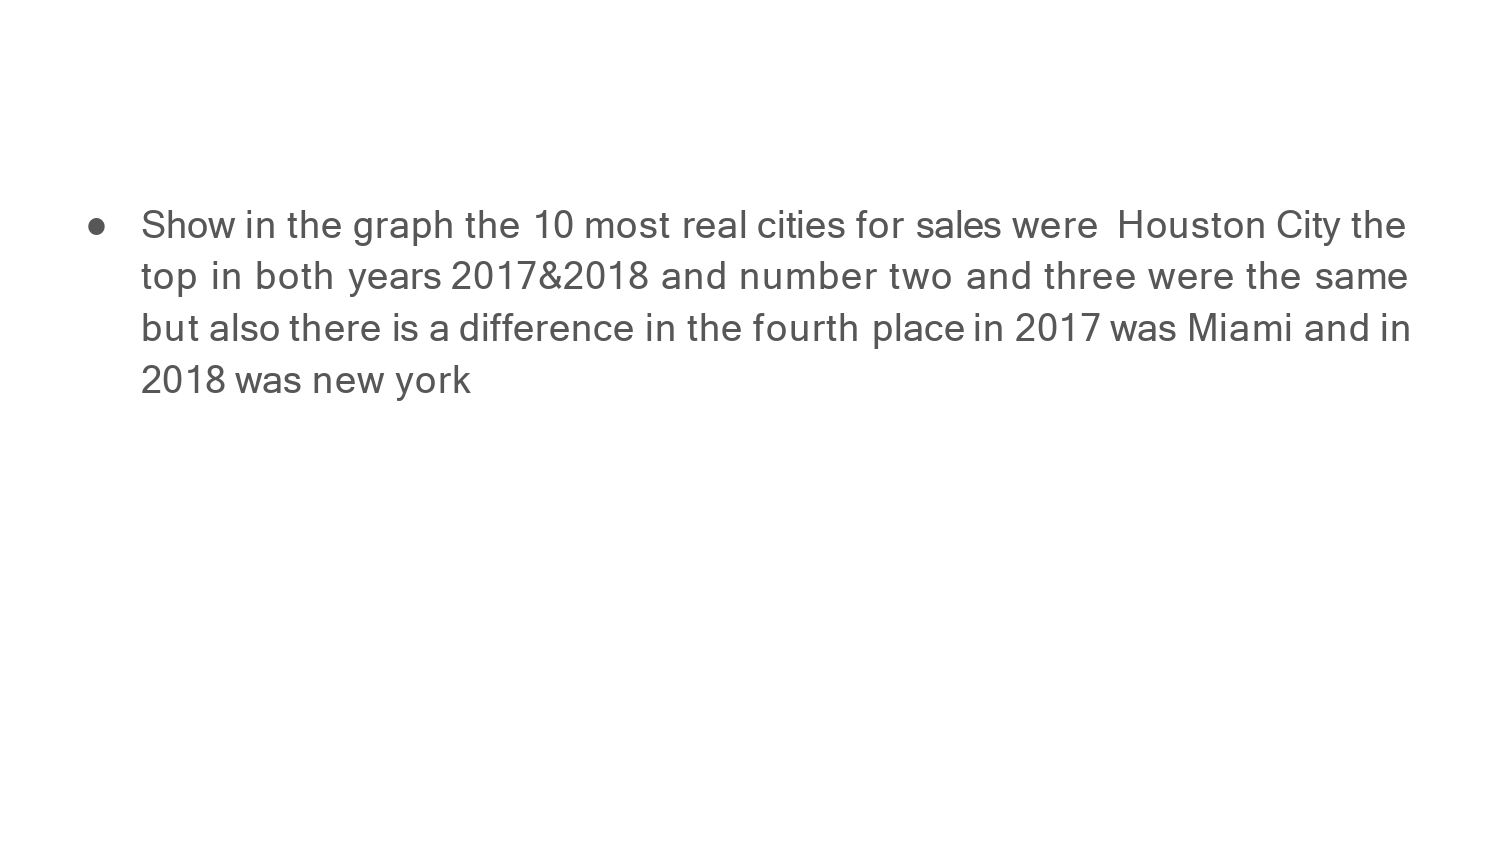 ● Show in the graph the 10 most real cities for sales were Houston City the
top in both years 2017&2018 and number two and three were the same
but also there is a difference in the fourth place in 2017 was Miami and in
2018 was new york